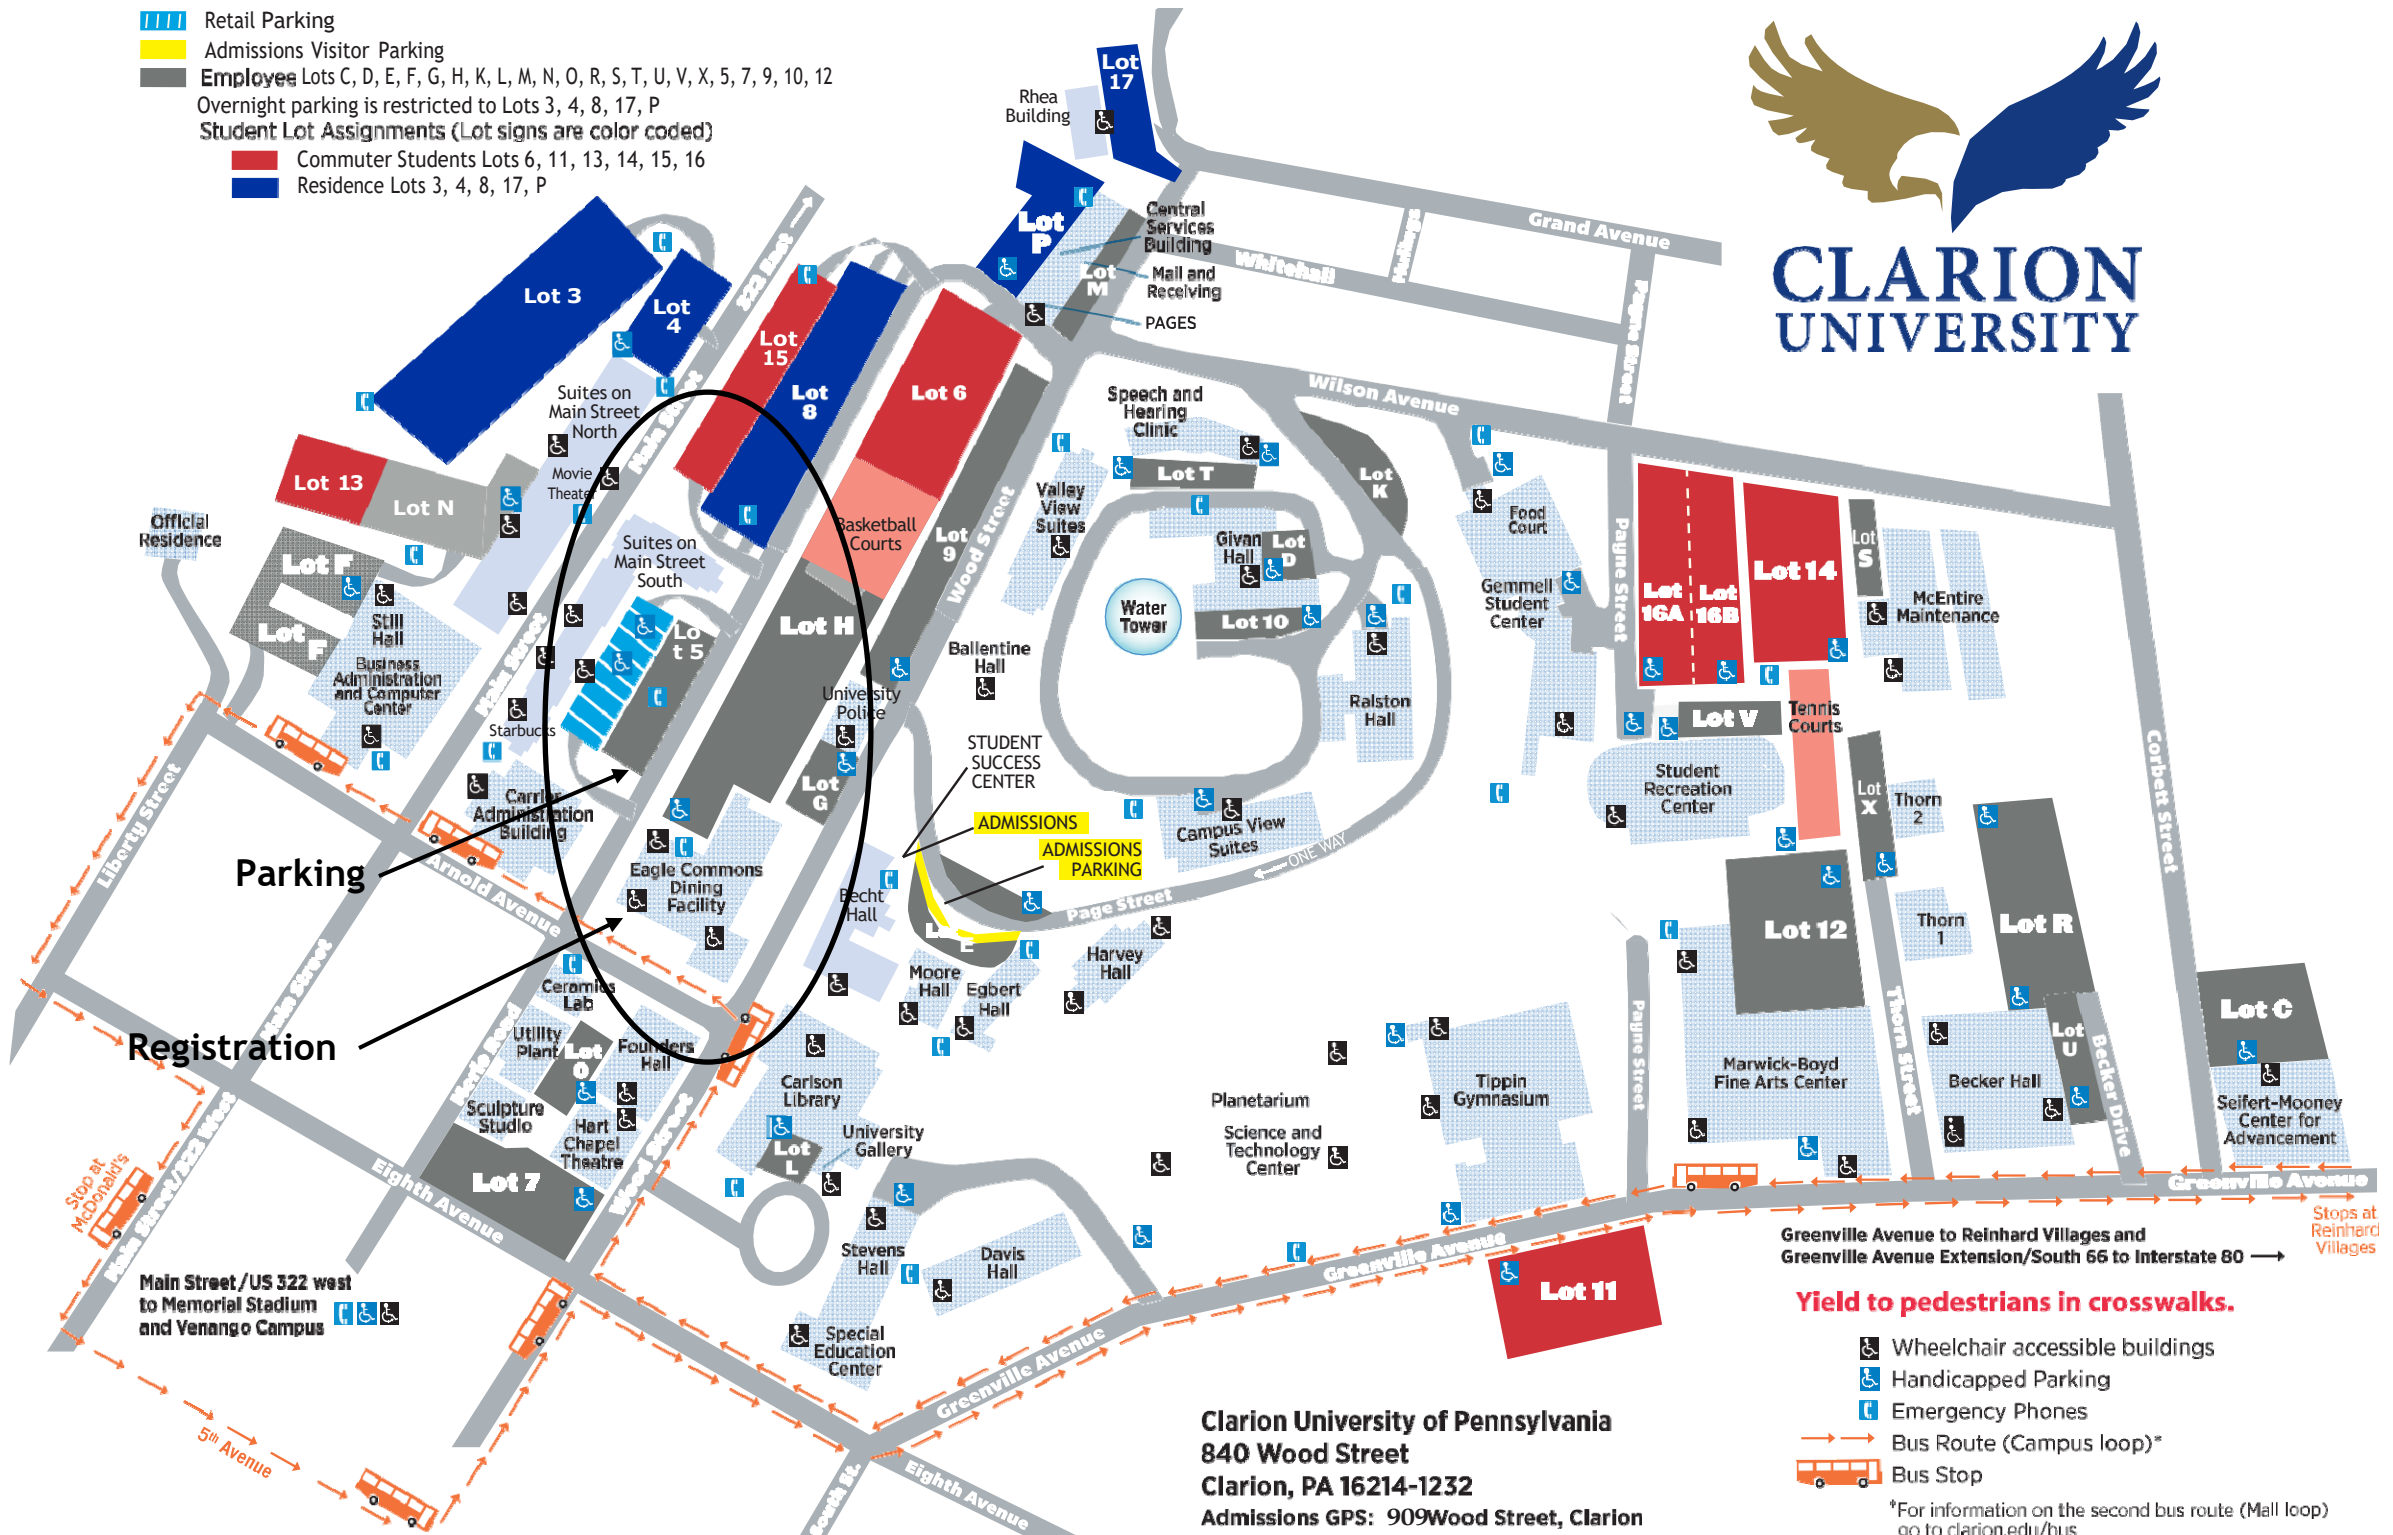 Retail Parking
Admissions Visitor Parking
Employee Lots C, D, E, F, G, H, K, L, M, N, O, R, S, T, U, V, X, 5, 7, 9, 10, 12
Overnight parking is restricted to Lots 3, 4, 8, 17, P
Student Lot Assignments (Lot signs are color coded)
Commuter Students Lots 6, 11, 13, 14, 15, 16
Residence Lots 3, 4, 8, 17, P
CLARION
UNIVERSITY
Lot
17
Rhea
Building
Lot
P
Central
Services
Building
Lot
M
Mail and
Receiving
PAGES
Grand Avenue
Whitehall
Payne Street
Wilson Avenue
322 East
Lot 3
Lot
4
Lot
15
Lot
8
Lot 6
Suites on
Main Street
North
Main Street
Movie
Theater
Lot 13
Lot N
Official
Residence
Lot F
Lot
F
Still
Hall
Business
Administration
and Computer
Center
Suites on
Main Street
South
Basketball
Courts
Lot
9
Wood Street
Valley
View
Suites
Speech and
Hearing
Clinic
Lot T
Lot
K
Givan
Hall
Lot
D
Water
Tower
Lot 10
Food
Court
Gemmell
Student
Center
Payne Street
Lot
16A
Lot
16B
Lot 14
Lot
S
McEntire
Maintenance
Main Street
Starbucks
Lo
t 5
Lot H
University
Police
Lot
G
Ballentine
Hall
Ralston
Hall
Lot V
Tennis
Courts
Student
Recreation
Center
Lot
X
Thorn
2
Corbett Street
STUDENT
SUCCESS
CENTER
ADMISSIONS
ADMISSIONS
PARKING
Campus View
Suites
ONE WAY
Page Street
Liberty Street
Carrier
Administration
Building
Arnold Avenue
Parking
Eagle Commons
Dining
Facility
Becht
Hall
Lot
E
Moore
Hall
Egbert
Hall
Harvey
Hall
Lot 12
Thorn
1
Lot R
Lot C
Registration
Main Street
Ceramics
Lab
Utility
Plant
Lot
O
Founders
Hall
Merle Road
Sculpture
Studio
Hart
Chapel
Theatre
Wood Street
Carlson
Library
University
Gallery
Lot
L
Planetarium
Science and
Technology
Center
Tippin
Gymnasium
Payne Street
Marwick-Boyd
Fine Arts Center
Thorn Street
Becker Hall
Lot
U
Becker Drive
Seifert-Mooney
Center for
Advancement
Stop at
McDonald's
Main Street/322 West
Eighth Avenue
Lot 7
Stevens
Hall
Davis
Hall
Special
Education
Center
Greenville Avenue
Greenville Avenue
Greenville Avenue
Lot 11
Stops at
Reinhard
Villages
Greenville Avenue to Reinhard Villages and
Greenville Avenue Extension/South 66 to Interstate 80
Main Street/US 322 west
to Memorial Stadium
and Venango Campus
5th Avenue
South St.
Eighth Avenue
Clarion University of Pennsylvania
840 Wood Street
Clarion, PA 16214-1232
Admissions GPS: 909Wood Street, Clarion
Yield to pedestrians in crosswalks.
Wheelchair accessible buildings
Handicapped Parking
Emergency Phones
Bus Route (Campus loop)*
Bus Stop
*For information on the second bus route (Mall loop)
go to clarion.edu/bus